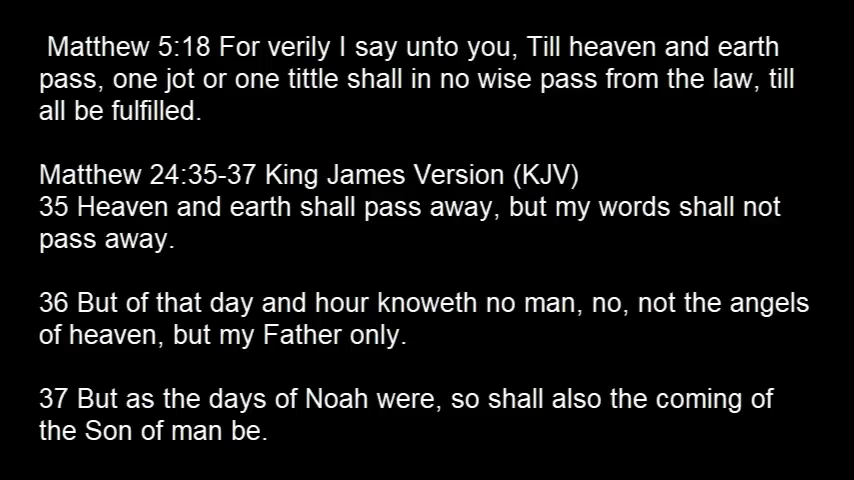 Matthew 5:18 For verily I say unto you, Till heaven and earth
pass, one jot or one tittle shall in no wise pass from the law, till
all be fulfilled.
Matthew 24:35-37 King James Version (KJV)
35 Heaven and earth shall pass away, but my words shall not
pass away.
36 But of that day and hour knoweth no man, no, not the angels
of heaven, but my Father only.
37 But as the days of Noah were, so shall also the coming of
the Son of man be.